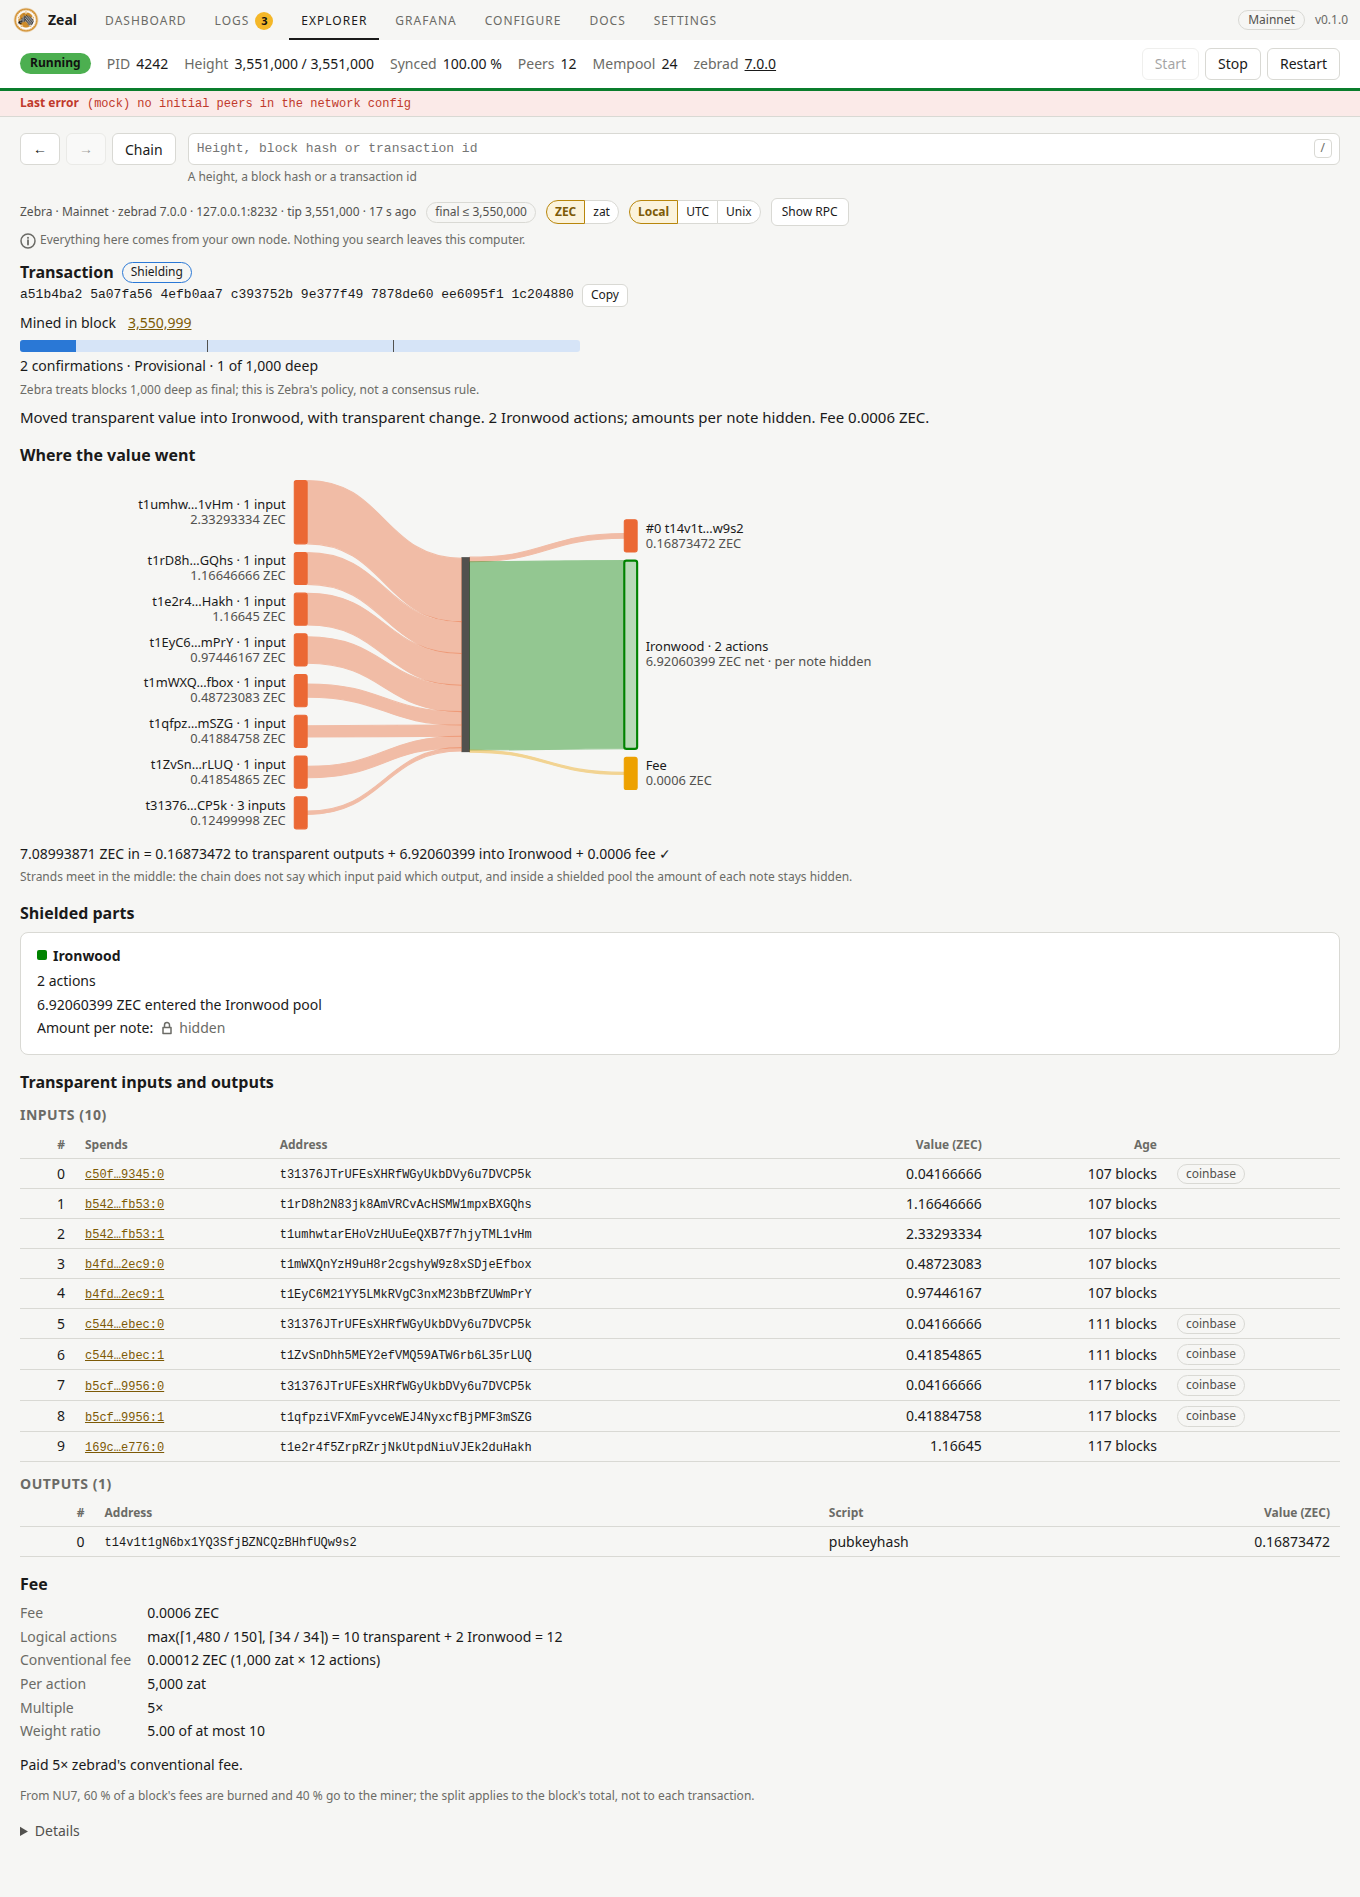 Zeal DASHBOARD LOGS 3 EXPLORER GRAFANA CONFIGURE DOCS SETTINGS Mainnet v0.1.0
Running PID 4242 Height 3,551,000 / 3,551,000 Synced 100.00 % Peers 12 Mempool 24 zebrad 7.0.0 Start Stop Restart
Last error (mock) no initial peers in the network config
← → Chain Height, block hash or transaction id /
A height, a block hash or a transaction id
Zebra · Mainnet · zebrad 7.0.0 · 127.0.0.1:8232 · tip 3,551,000 · 17 s ago final ≤ 3,550,000 ZEC zat Local UTC Unix Show RPC
Everything here comes from your own node. Nothing you search leaves this computer.
Transaction Shielding
a51b4ba2 5a07fa56 4efb0aa7 c393752b 9e377f49 7878de60 ee6095f1 1c204880 Copy
Mined in block 3,550,999
2 confirmations · Provisional · 1 of 1,000 deep
Zebra treats blocks 1,000 deep as final; this is Zebra's policy, not a consensus rule.
Moved transparent value into Ironwood, with transparent change. 2 Ironwood actions; amounts per note hidden. Fee 0.0006 ZEC.
Where the value went
t1umhw...1vHm · 1 input
2.33293334 ZEC
t1rD8h...GQhs · 1 input
1.16646666 ZEC
t1e2r4...Hakh · 1 input
1.16645 ZEC
t1EyC6...mPrY · 1 input
0.97446167 ZEC
t1mWXQ...fbox · 1 input
0.48723083 ZEC
t1qfpz...mSZG · 1 input
0.41884758 ZEC
t1ZvSn...rLUQ · 1 input
0.41854865 ZEC
t31376...CP5k · 3 inputs
0.12499998 ZEC
#0 t14v1t...w9s2
0.16873472 ZEC
Ironwood · 2 actions
6.92060399 ZEC net · per note hidden
Fee
0.0006 ZEC
7.08993871 ZEC in = 0.16873472 to transparent outputs + 6.92060399 into Ironwood + 0.0006 fee ✓
Strands meet in the middle: the chain does not say which input paid which output, and inside a shielded pool the amount of each note stays hidden.
Shielded parts
Ironwood
2 actions
6.92060399 ZEC entered the Ironwood pool
Amount per note: hidden
Transparent inputs and outputs
INPUTS (10)
# Spends Address Value (ZEC) Age
0 c50f…9345:0 t31376JTrUFEsXHRfWGyUkbDVy6u7DVCP5k 0.04166666 107 blocks coinbase
1 b542…fb53:0 t1rD8h2N83jk8AmVRCvAcHSMW1mpxBXGQhs 1.16646666 107 blocks
2 b542…fb53:1 t1umhwtarEHoVzHUuEeQXB7f7hjyTML1vHm 2.33293334 107 blocks
3 b4fd…2ec9:0 t1mWXQnYzH9uH8r2cgshyW9z8xSDjeEfbox 0.48723083 107 blocks
4 b4fd…2ec9:1 t1EyC6M21YY5LMkRVgC3nxM23bBfZUWmPrY 0.97446167 107 blocks
5 c544…ebec:0 t31376JTrUFEsXHRfWGyUkbDVy6u7DVCP5k 0.04166666 111 blocks coinbase
6 c544…ebec:1 t1ZvSnDhh5MEY2efVMQ59ATW6rb6L35rLUQ 0.41854865 111 blocks coinbase
7 b5cf…9956:0 t31376JTrUFEsXHRfWGyUkbDVy6u7DVCP5k 0.04166666 117 blocks coinbase
8 b5cf…9956:1 t1qfpziVFXmFyvceWEJ4NyxcfBjPMF3mSZG 0.41884758 117 blocks coinbase
9 169c…e776:0 t1e2r4f5ZrpRZrjNkUtpdNiuVJEk2duHakh 1.16645 117 blocks
OUTPUTS (1)
# Address Script Value (ZEC)
0 t14v1t1gN6bx1YQ3SfjBZNCQzBHhfUQw9s2 pubkeyhash 0.16873472
Fee
Fee 0.0006 ZEC
Logical actions max(⌈1,480 / 150⌉, ⌈34 / 34⌉) = 10 transparent + 2 Ironwood = 12
Conventional fee 0.00012 ZEC (1,000 zat × 12 actions)
Per action 5,000 zat
Multiple 5×
Weight ratio 5.00 of at most 10
Paid 5× zebrad's conventional fee.
From NU7, 60 % of a block's fees are burned and 40 % go to the miner; the split applies to the block's total, not to each transaction.
Details